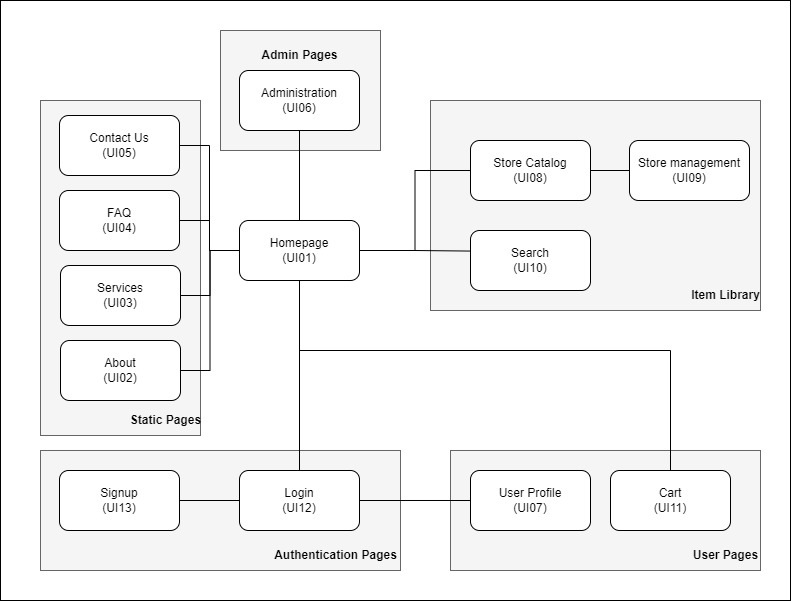 Admin Pages
Administration
(UI06)
Contact Us
(UI05)
FAQ
(UI04)
Services
(UI03)
About
(UI02)
Static Pages
Homepage
(UI01)
Store Catalog
(UI08)
Store management
(UI09)
Search
(UI10)
Item Library
Signup
(UI13)
Login
(UI12)
Authentication Pages
User Profile
(UI07)
Cart
(UI11)
User Pages